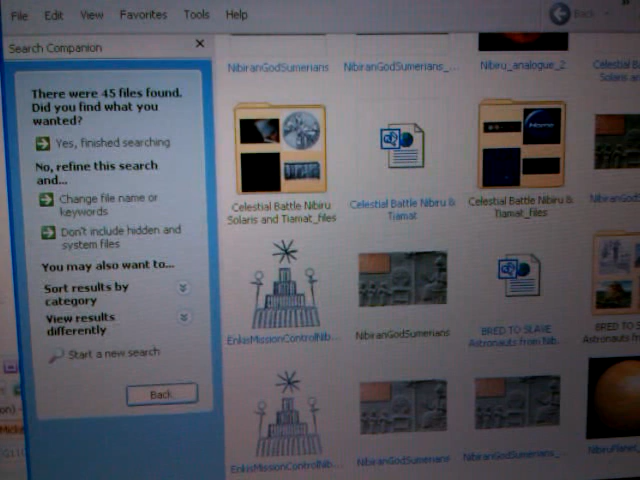 File Edit View Favorites Tools Help
Back
Search Companion
There were 45 files found.
Did you find what you
wanted?
Yes, finished searching
No, refine this search
and...
Change file name or
keywords
Don't include hidden and
system files
You may also want to...
Sort results by
category
View results
differently
Start a new search
Back
NibiranGodSumerians
NibiranGodSumerians_...
Nibiru_analogue_2
Celestial B
Solaris an
Celestial Battle Nibiru
Solaris and Tiamat_files
Celestial Battle Nibiru &
Tiamat
Celestial Battle Nibiru &
Tiamat_files
NibiranGod
EnkisMissionControlNib...
NibiranGodSumerians
BRED TO SLAVE
Astronauts from Nib...
BRED TO S
Astronauts fr
EnkisMissionControlNib...
NibiranGodSumerians
NibiranGodSumerians_...
NibiruPlanet_